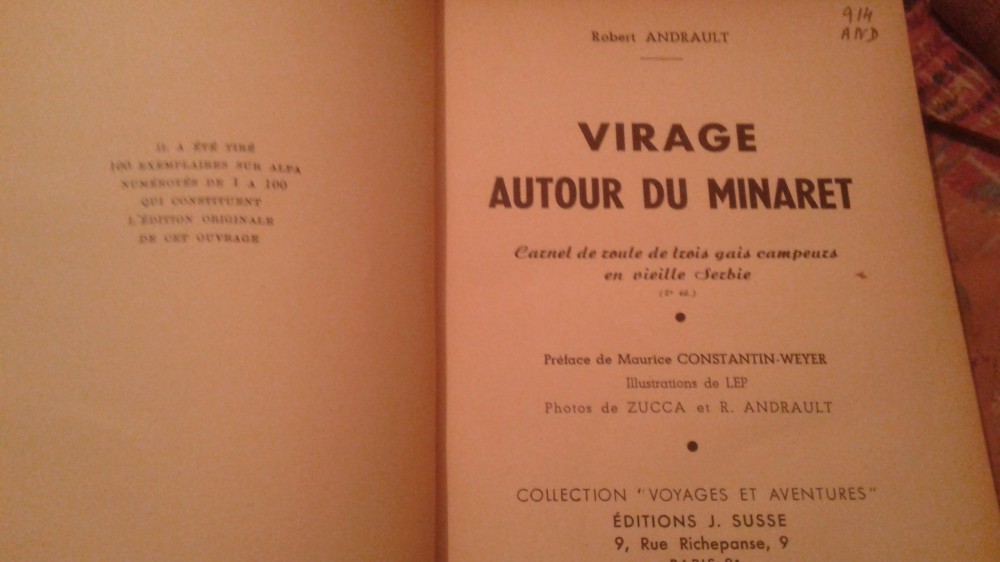 IL A ÉTÉ TIRÉ
100 EXEMPLAIRES SUR ALFA
NUMÉROTÉS DE 1 A 100
QUI CONSTITUENT
L'ÉDITION ORIGINALE
DE CET OUVRAGE
914
AND
Robert ANDRAULT
VIRAGE
AUTOUR DU MINARET
Carnet de route de trois gais campeurs
en vieille Serbie
(2e éd.)
Préface de Maurice CONSTANTIN-WEYER
Illustrations de LEP
Photos de ZUCCA et R. ANDRAULT
COLLECTION "VOYAGES ET AVENTURES"
ÉDITIONS J. SUSSE
9, Rue Richepanse, 9
PARIS